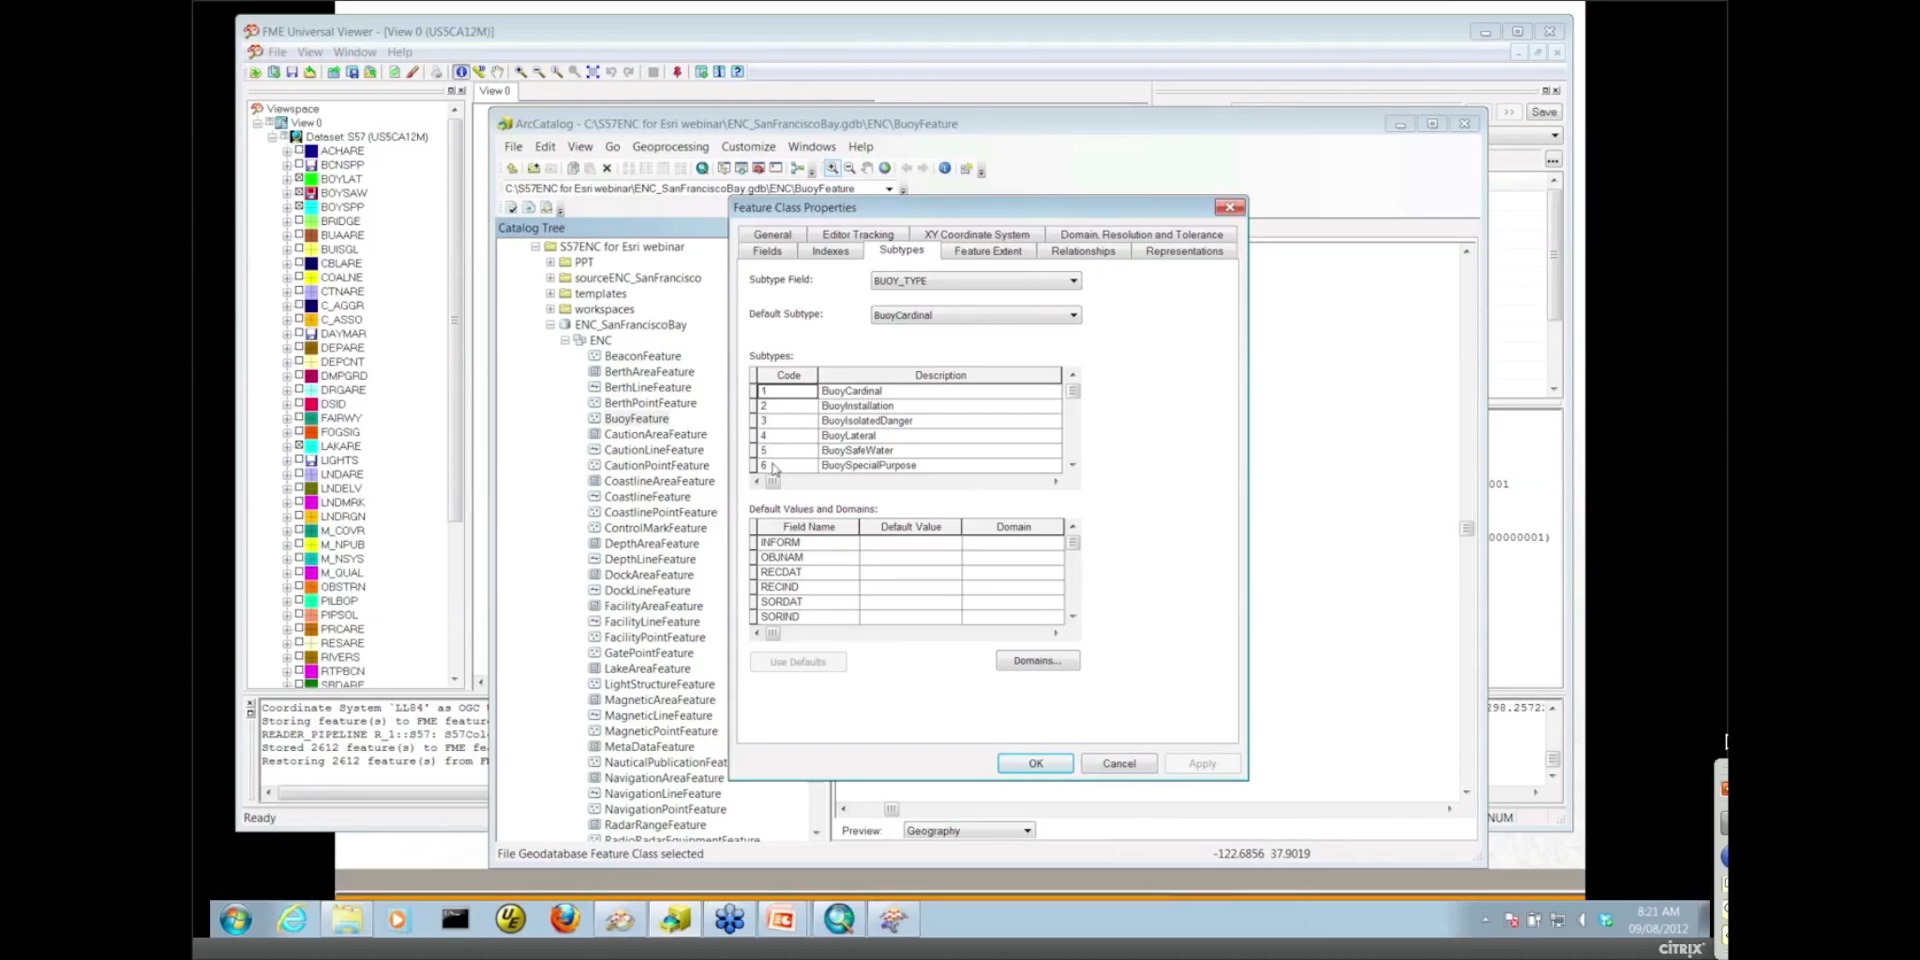 FME Universal Viewer - [View 0 (US5CA12M)]
File View Window Help
View 0
Save
Viewspace
View 0
Dataset S57 (US5CA12M)
ACHARE
BCNSPP
BOYLAT
BOYSAW
BOYSPP
BRIDGE
BUAARE
BUISGL
CBLARE
COALNE
CTNARE
C_AGGR
C_ASSO
DAYMAR
DEPARE
DEPCNT
DMPGRD
DRGARE
DSID
FAIRWY
FOGSIG
LAKARE
LIGHTS
LNDARE
LNDELV
LNDMRK
LNDRGN
M_COVR
M_NPUB
M_NSYS
M_QUAL
OBSTRN
PILBOP
PIPSOL
PRCARE
RESARE
RIVERS
RTPBCN
SBDARE
ArcCatalog - C:\S57ENC for Esri webinar\ENC_SanFranciscoBay.gdb\ENC\BuoyFeature
File Edit View Go Geoprocessing Customize Windows Help
C:\S57ENC for Esri webinar\ENC_SanFranciscoBay.gdb\ENC\BuoyFeature
Catalog Tree
S57ENC for Esri webinar
PPT
sourceENC_SanFrancisco
templates
workspaces
ENC_SanFranciscoBay
ENC
BeaconFeature
BerthAreaFeature
BerthLineFeature
BerthPointFeature
BuoyFeature
CautionAreaFeature
CautionLineFeature
CautionPointFeature
CoastlineAreaFeature
CoastlineFeature
CoastlinePointFeature
ControlMarkFeature
DepthAreaFeature
DepthLineFeature
DockAreaFeature
DockLineFeature
FacilityAreaFeature
FacilityLineFeature
FacilityPointFeature
GatePointFeature
LakeAreaFeature
LightStructureFeature
MagneticAreaFeature
MagneticLineFeature
MagneticPointFeature
MetaDataFeature
NauticalPublicationFeat
NavigationAreaFeature
NavigationLineFeature
NavigationPointFeature
RadarRangeFeature
RadioRadarEquipmentFeature
Feature Class Properties
General Editor Tracking XY Coordinate System Domain, Resolution and Tolerance
Fields Indexes Subtypes Feature Extent Relationships Representations
Subtype Field: BUOY_TYPE
Default Subtype: BuoyCardinal
Subtypes:
Code Description
1 BuoyCardinal
2 BuoyInstallation
3 BuoyIsolatedDanger
4 BuoyLateral
5 BuoySafeWater
6 BuoySpecialPurpose
Default Values and Domains:
Field Name Default Value Domain
INFORM
OBJNAM
RECDAT
RECIND
SORDAT
SORIND
Use Defaults Domains...
OK Cancel Apply
001
00000001)
298.2572
Coordinate System `LL84' as OGC
Storing feature(s) to FME featur
READER_PIPELINE R_1::S57: S57Col
Stored 2612 feature(s) to FME fe
Restoring 2612 feature(s) from F
Ready
NUM
Preview: Geography
File Geodatabase Feature Class selected
-122.6856 37.9019
8:21 AM
09/08/2012
CITRIX